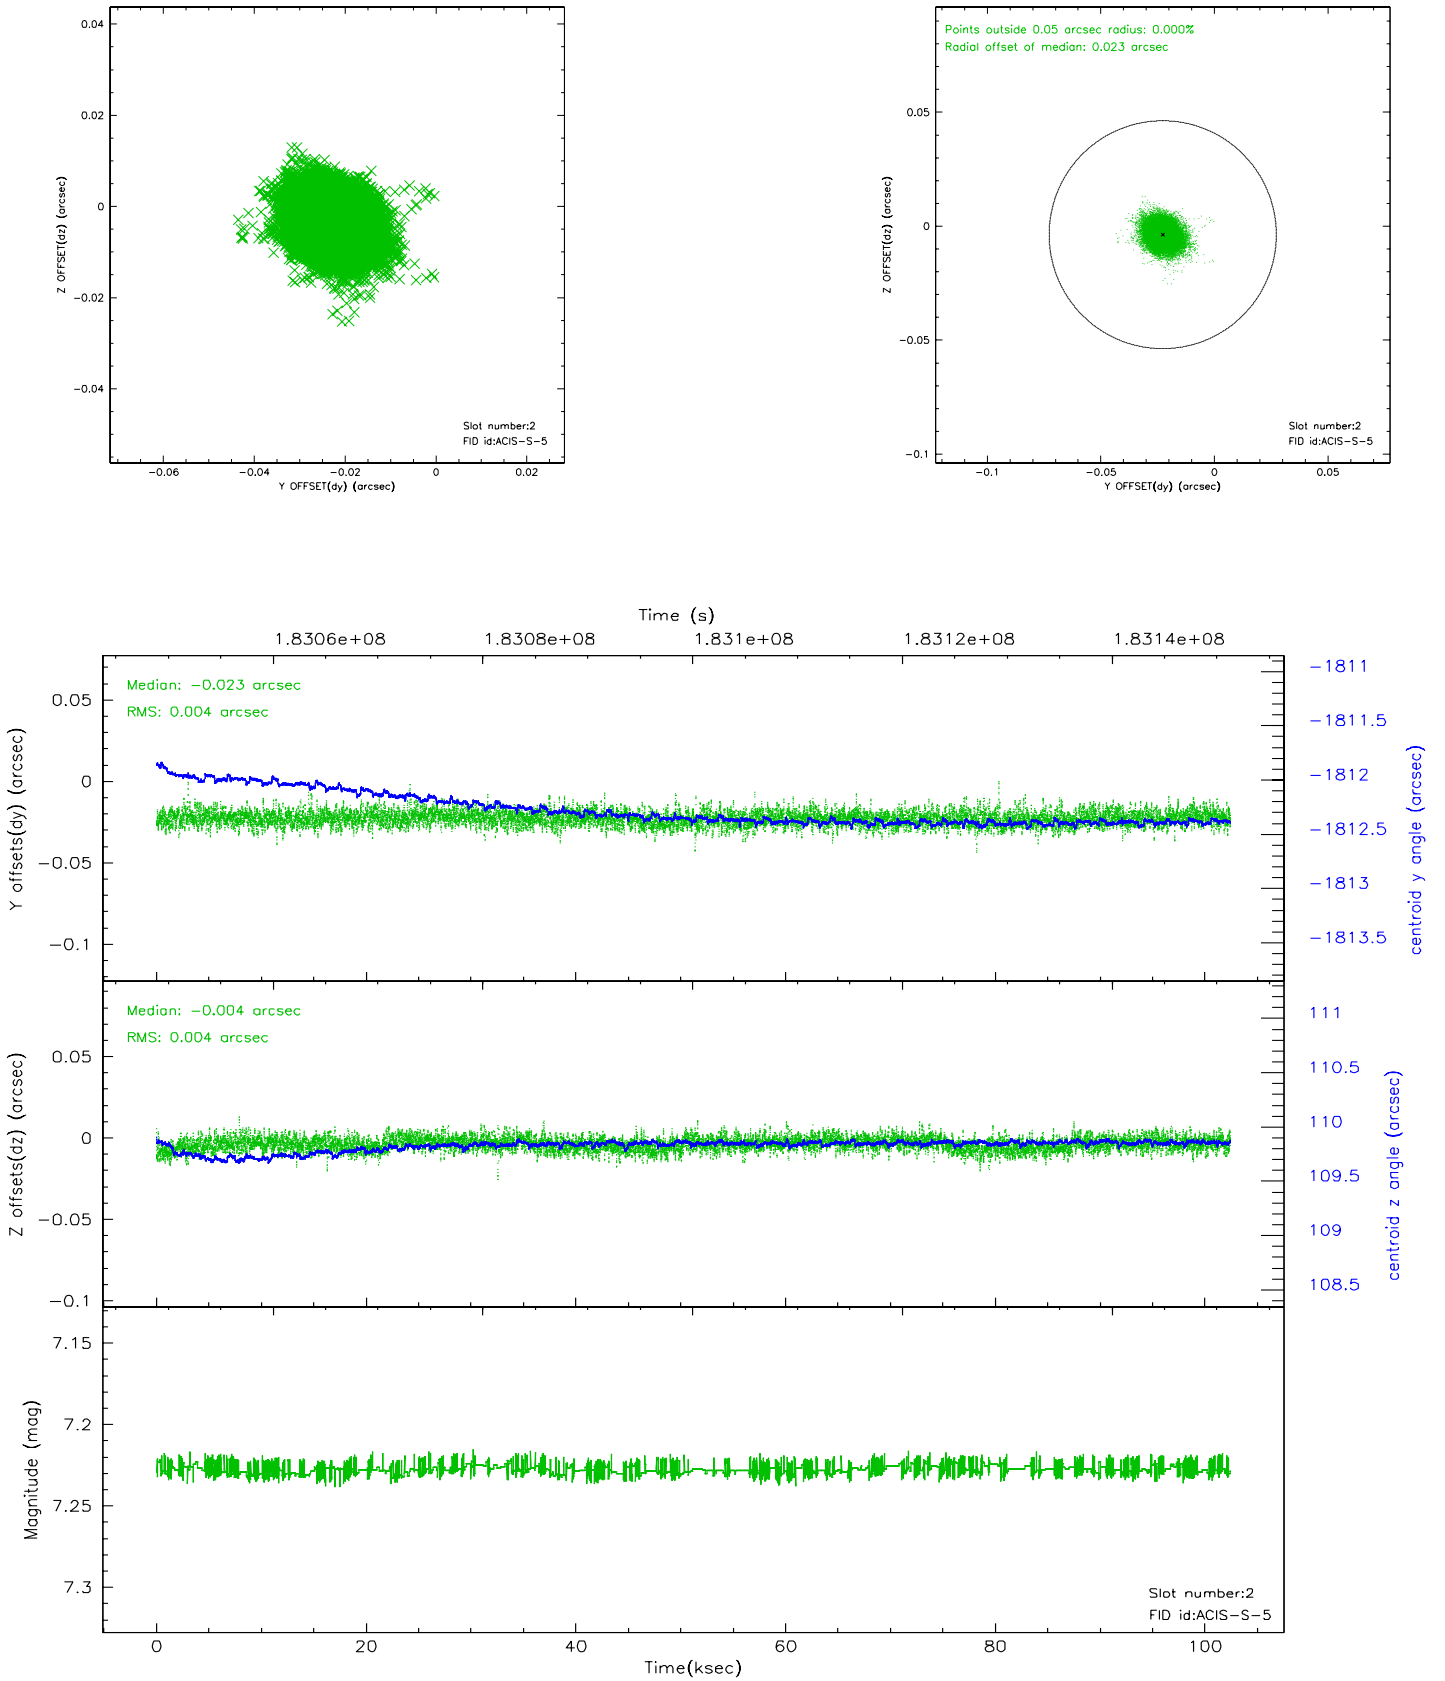 0.04
0.02
0
−0.02
−0.04
Z OFFSET(dz) (arcsec)
Slot number:2
FID id:ACIS−S−5
−0.06 −0.04 −0.02 0 0.02
Y OFFSET(dy) (arcsec)
Points outside 0.05 arcsec radius: 0.000%
Radial offset of median: 0.023 arcsec
0.05
0
−0.05
−0.1
Z OFFSET(dz) (arcsec)
Slot number:2
FID id:ACIS−S−5
−0.1 −0.05 0 0.05
Y OFFSET(dy) (arcsec)
Time (s)
1.8306e+08 1.8308e+08 1.831e+08 1.8312e+08 1.8314e+08
Median: −0.023 arcsec
RMS: 0.004 arcsec
0.05
0
−0.05
−0.1
Y offsets(dy) (arcsec)
−1811
−1811.5
−1812
−1812.5
−1813
−1813.5
centroid y angle (arcsec)
Median: −0.004 arcsec
RMS: 0.004 arcsec
0.05
0
−0.05
−0.1
Z offsets(dz) (arcsec)
111
110.5
110
109.5
109
108.5
centroid z angle (arcsec)
7.15
7.2
7.25
7.3
Magnitude (mag)
Slot number:2
FID id:ACIS−S−5
0 20 40 60 80 100
Time(ksec)